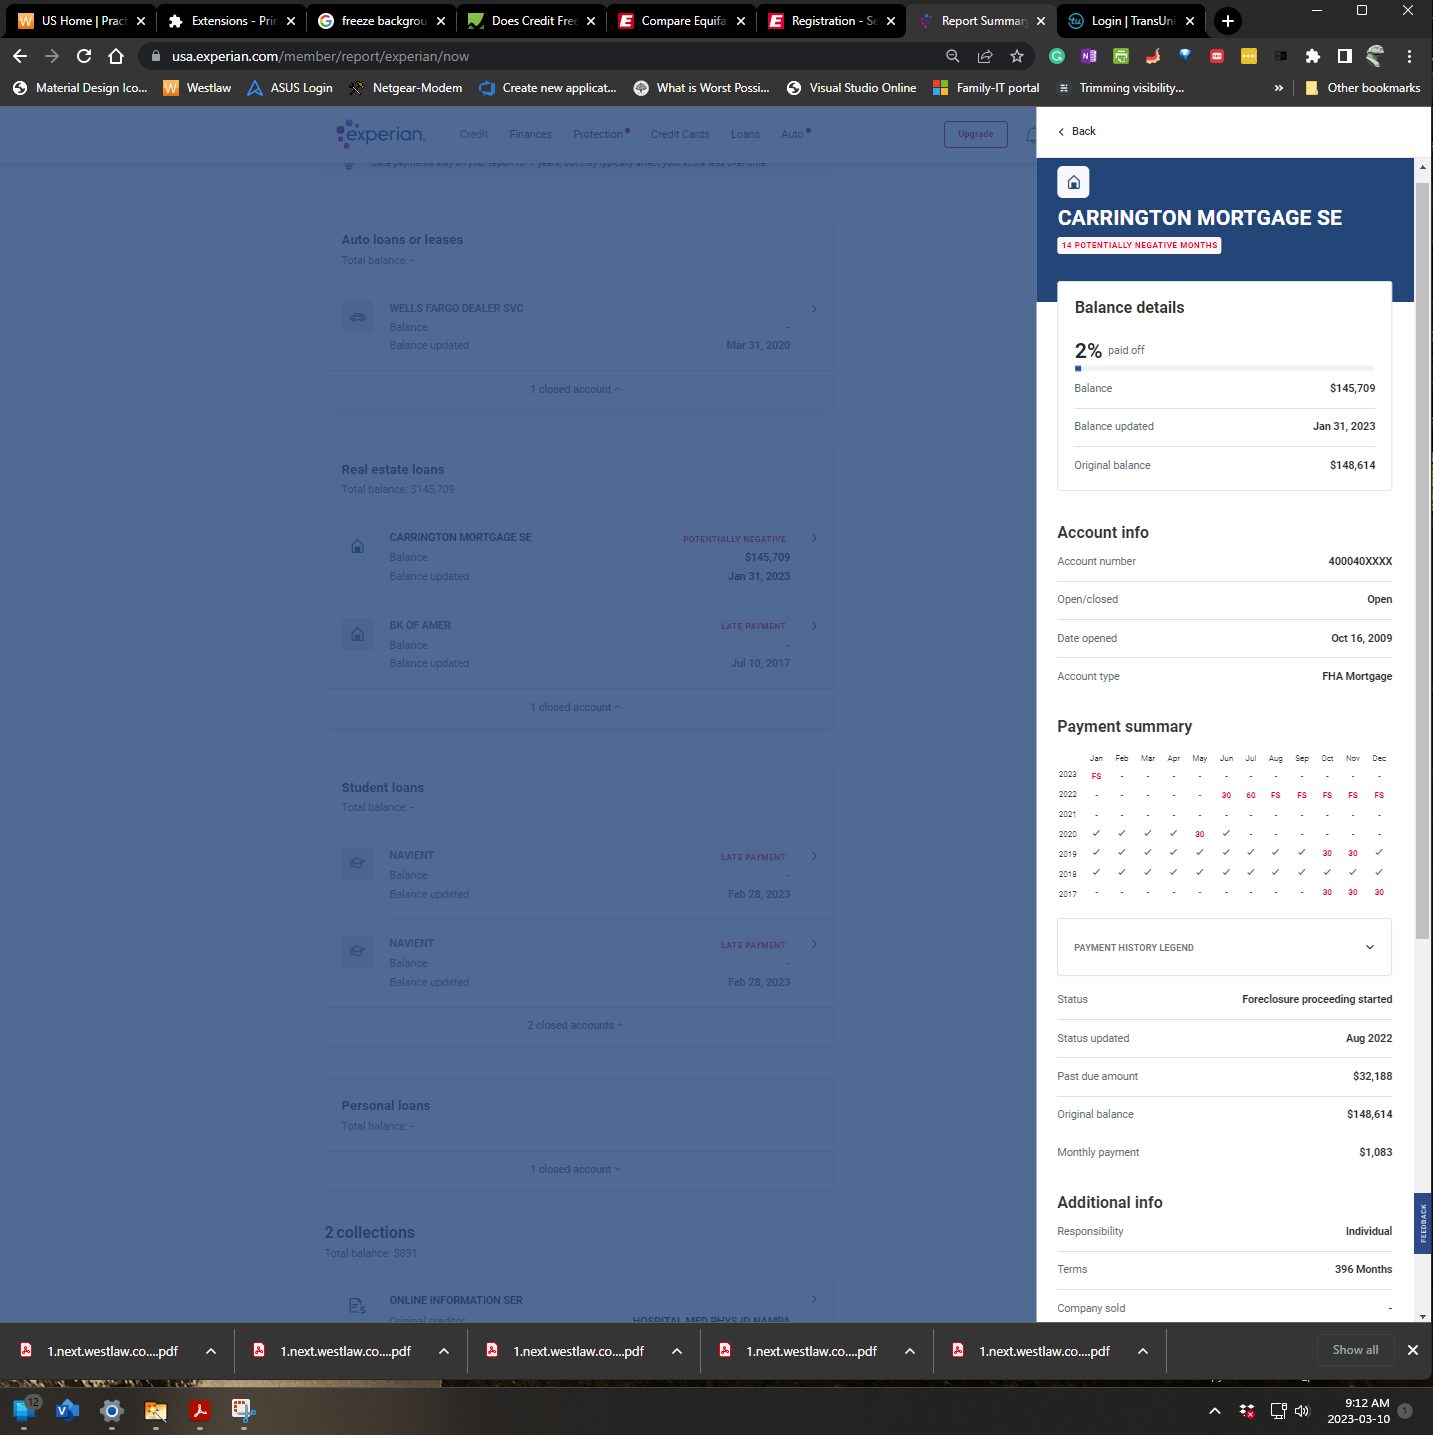 US Home | Pract
Extensions - Prin
freeze backgrou
Does Credit Free
Compare Equifa
Registration - Se
Report Summary
Login | TransUni
usa.experian.com/member/report/experian/now
Material Design Ico...
Westlaw
ASUS Login
Netgear-Modem
Create new applicat...
What is Worst Possi...
Visual Studio Online
Family-IT portal
Trimming visibility...
»
Other bookmarks
experian.
Credit
Finances
Protection
Credit Cards
Loans
Auto
Upgrade
Late payments stay on your report for 7 years, but they typically affect your score less over time.
Auto loans or leases
Total balance: -
WELLS FARGO DEALER SVC
Balance -
Balance updated Mar 31, 2020
1 closed account
Real estate loans
Total balance: $145,709
CARRINGTON MORTGAGE SE POTENTIALLY NEGATIVE
Balance $145,709
Balance updated Jan 31, 2023
BK OF AMER LATE PAYMENT
Balance -
Balance updated Jul 10, 2017
1 closed account
Student loans
Total balance: -
NAVIENT LATE PAYMENT
Balance -
Balance updated Feb 28, 2023
NAVIENT LATE PAYMENT
Balance -
Balance updated Feb 28, 2023
2 closed accounts
Personal loans
Total balance: -
1 closed account
2 collections
Total balance: $891
ONLINE INFORMATION SER
Original creditor HOSPITAL MED PHYS ID NAMPA
Back
CARRINGTON MORTGAGE SE
14 POTENTIALLY NEGATIVE MONTHS
Balance details
2% paid off
Balance $145,709
Balance updated Jan 31, 2023
Original balance $148,614
Account info
Account number 400040XXXX
Open/closed Open
Date opened Oct 16, 2009
Account type FHA Mortgage
Payment summary
Jan Feb Mar Apr May Jun Jul Aug Sep Oct Nov Dec
2023 FS - - - - - - - - - - -
2022 - - - - - 30 60 FS FS FS FS FS
2021 - - - - - - - - - - - -
2020 ✓ ✓ ✓ ✓ 30 ✓ - - - - - -
2019 ✓ ✓ ✓ ✓ ✓ ✓ ✓ ✓ ✓ 30 30 ✓
2018 ✓ ✓ ✓ ✓ ✓ ✓ ✓ ✓ ✓ ✓ ✓ ✓
2017 - - - - - - - - - 30 30 30
PAYMENT HISTORY LEGEND
Status Foreclosure proceeding started
Status updated Aug 2022
Past due amount $32,188
Original balance $148,614
Monthly payment $1,083
Additional info
Responsibility Individual
Terms 396 Months
Company sold -
FEEDBACK
1.next.westlaw.co....pdf
1.next.westlaw.co....pdf
1.next.westlaw.co....pdf
1.next.westlaw.co....pdf
1.next.westlaw.co....pdf
Show all
12
9:12 AM
2023-03-10
1